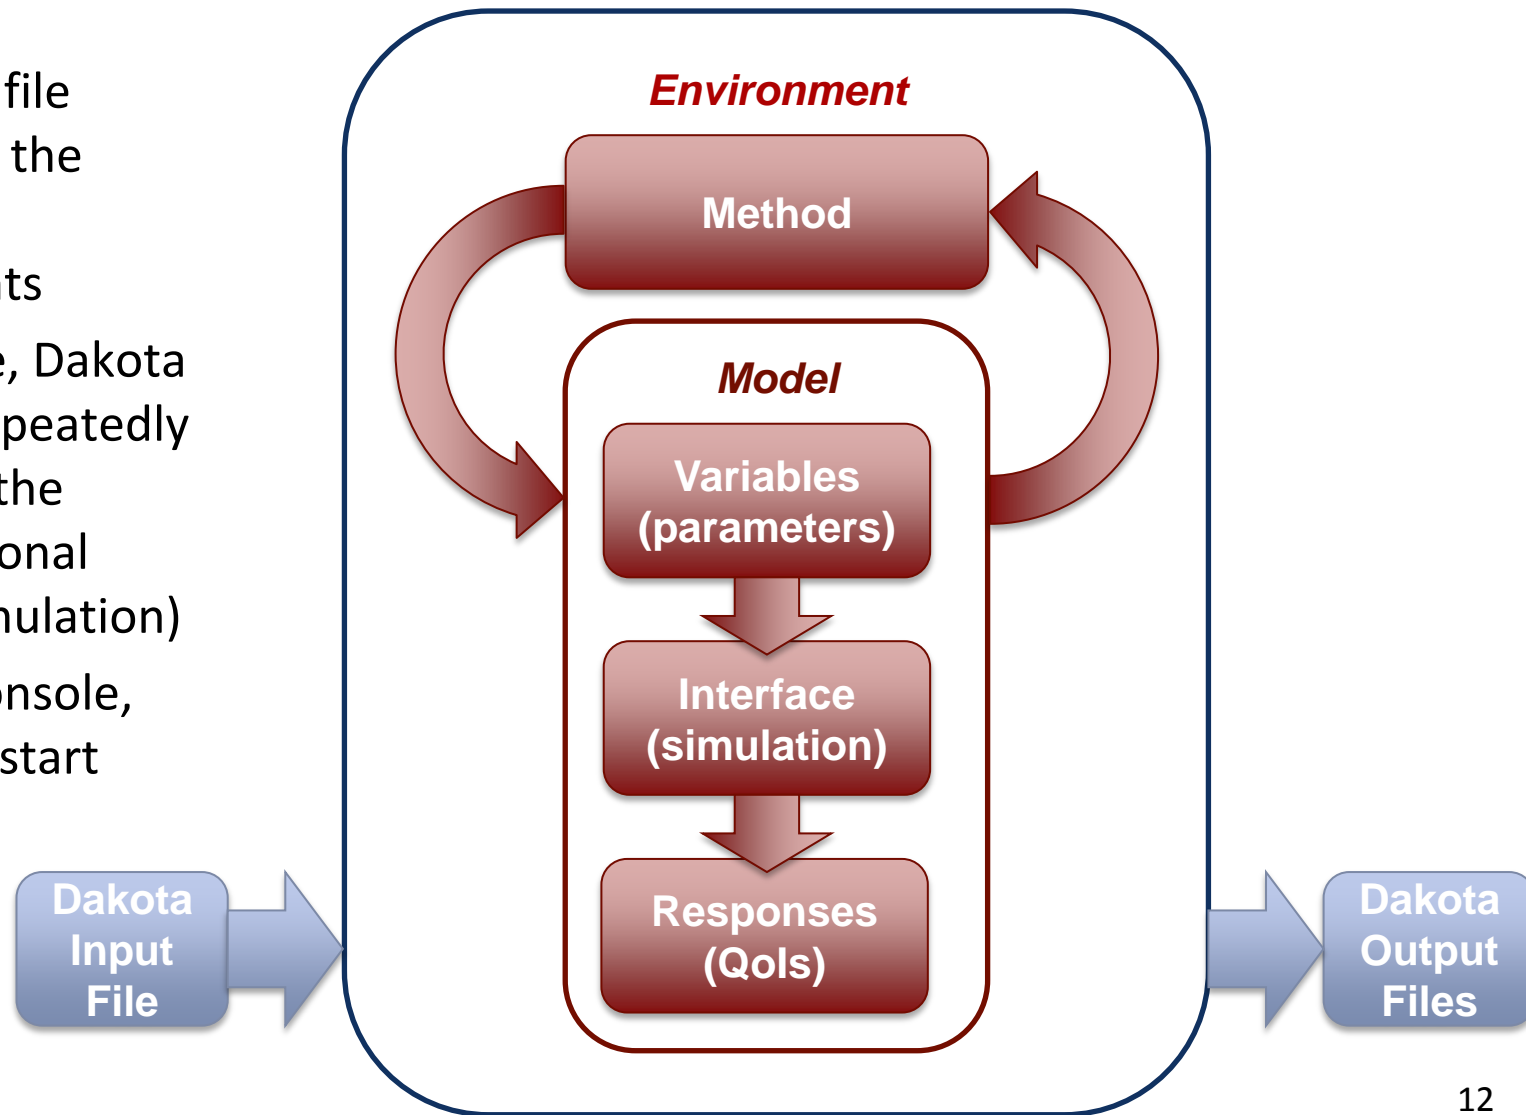 file
the
ts
e, Dakota
peatedly
the
onal
nulation)
onsole,
start
Environment
Method
Model
Variables
(parameters)
Interface
(simulation)
Responses
(QoIs)
Dakota
Input
File
Dakota
Output
Files
12